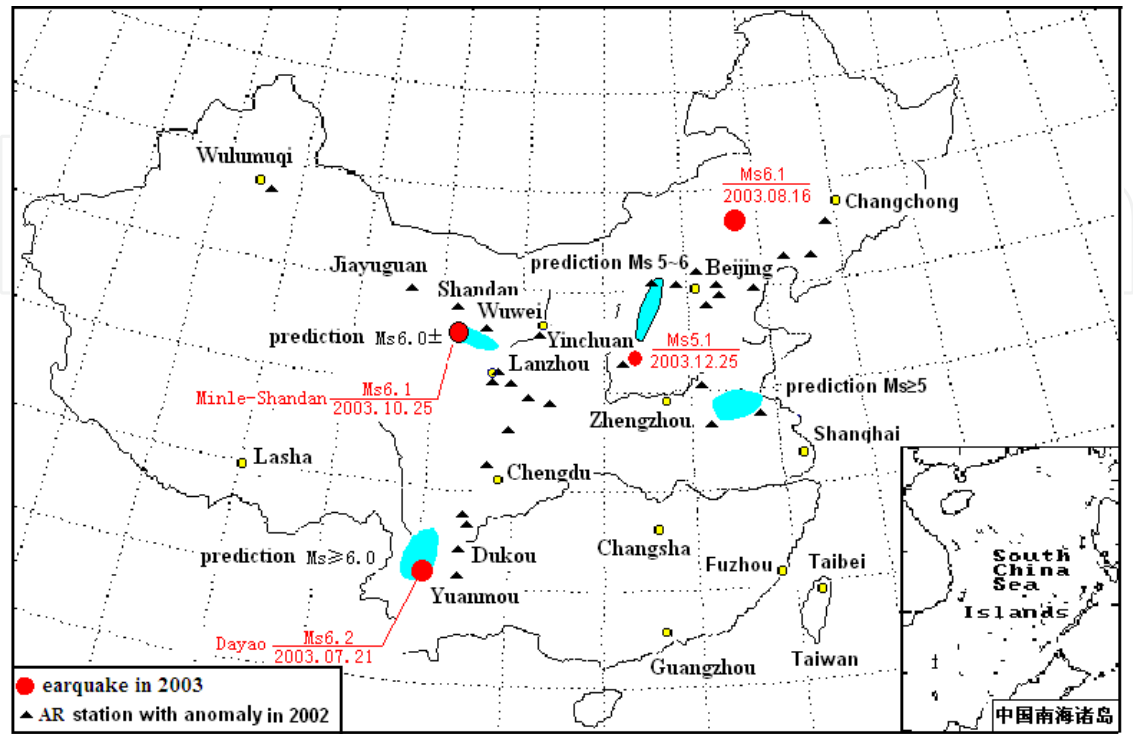 Wulumuqi
Ms6.1
2003.08.16
Changchong
prediction Ms 5~6
Beijing
Jiayuguan
Shandan
Wuwei
prediction Ms6.0±
Yinchuan
Ms5.1
2003.12.25
Lanzhou
prediction Ms≥5
Minle-Shandan
Ms6.1
2003.10.25
Zhengzhou
Shanghai
Lasha
Chengdu
prediction Ms≥6.0
Dukou
Changsha
Fuzhou
Taibei
Yuanmou
Dayao
Ms6.2
2003.07.21
Guangzhou
Taiwan
South
China
Sea
Islands
中国南海诸岛
earquake in 2003
AR station with anomaly in 2002